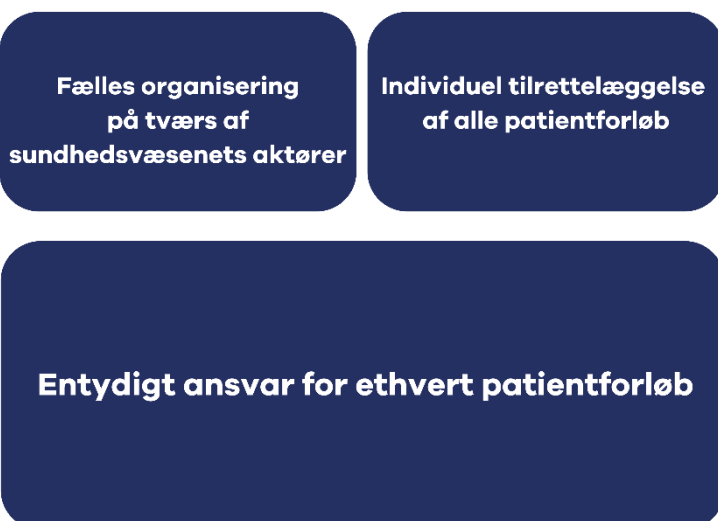 Fælles organisering
på tværs af
sundhedsvæsenets aktører
Individuel tilrettelæggelse
af alle patientforløb
Entydigt ansvar for ethvert patientforløb